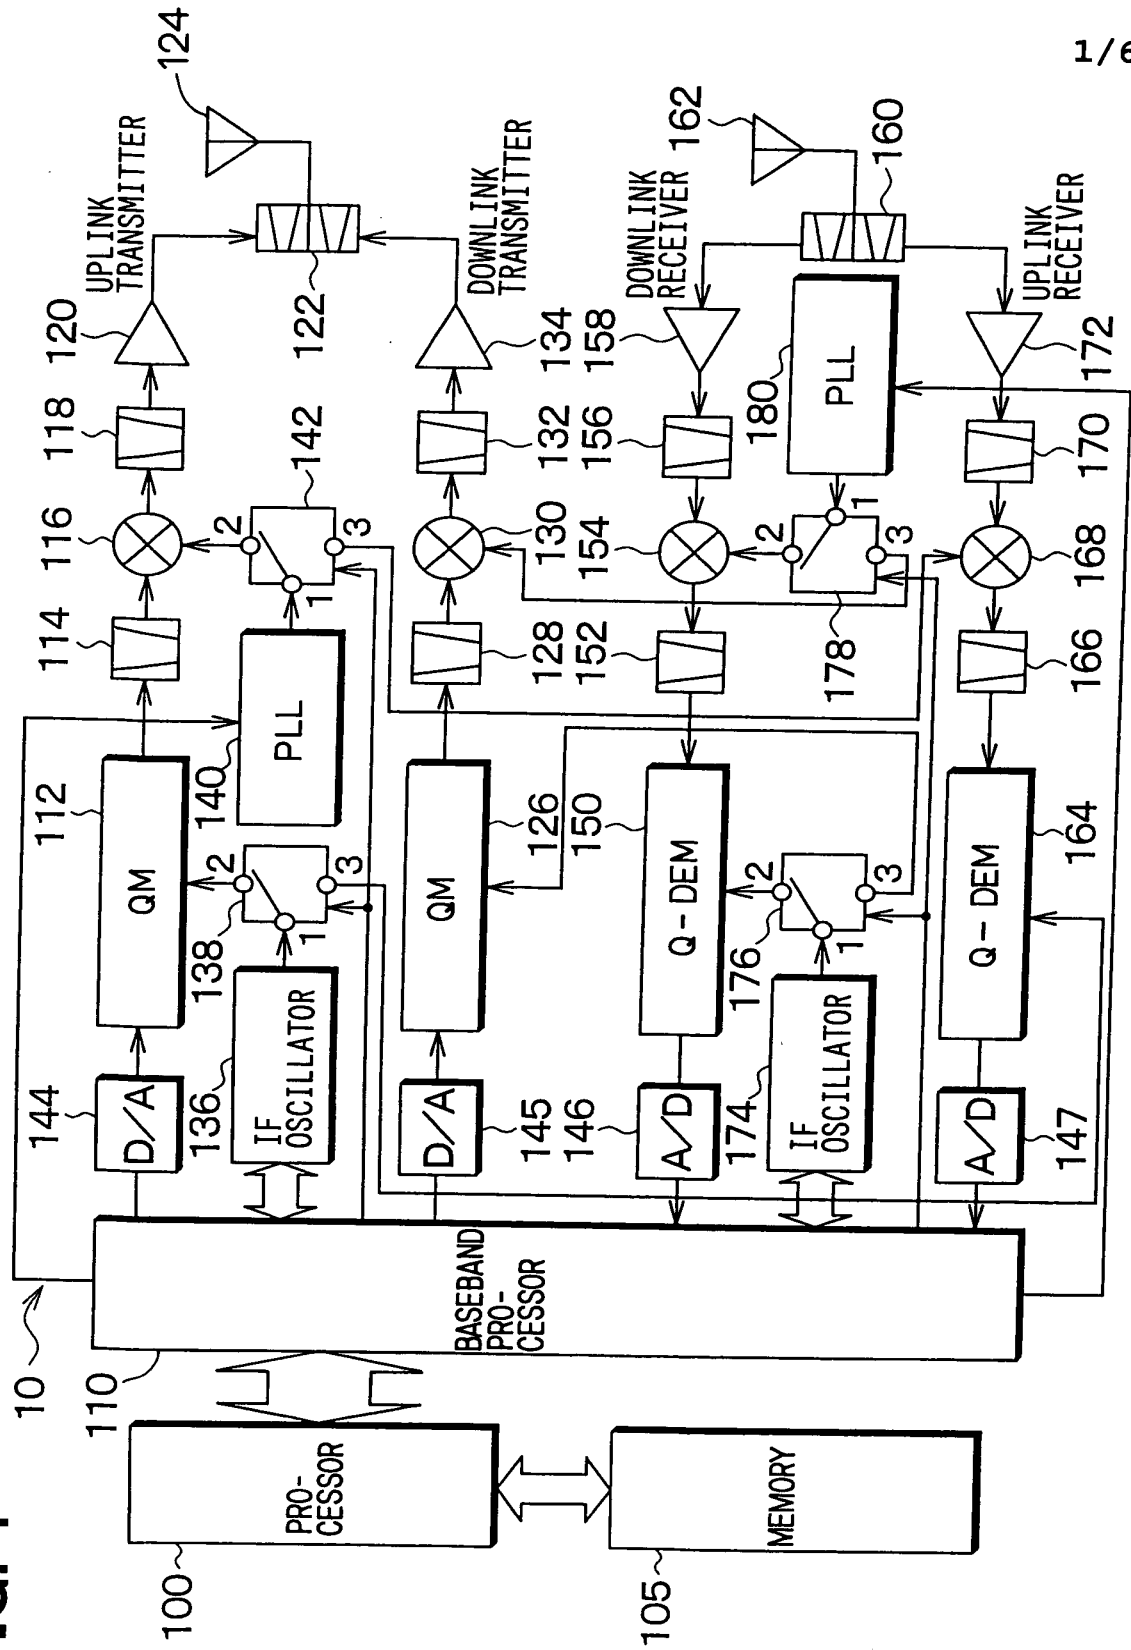 1/6
10
124
UPLINK
TRANSMITTER
120
118
116
114
112
QM
144
D/A
122
142
2
1
3
140
PLL
138
2
1
3
136
IF
OSCILLATOR
DOWNLINK
TRANSMITTER
134
132
130
128
126
QM
145
D/A
162
160
DOWNLINK
RECEIVER
158
156
154
152
150
Q-DEM
146
A/D
180
PLL
178
2
1
3
176
2
1
3
174
IF
OSCILLATOR
UPLINK
RECEIVER
172
170
168
166
164
Q-DEM
147
A/D
110
BASEBAND
PRO-
CESSOR
100
PRO-
CESSOR
105
MEMORY